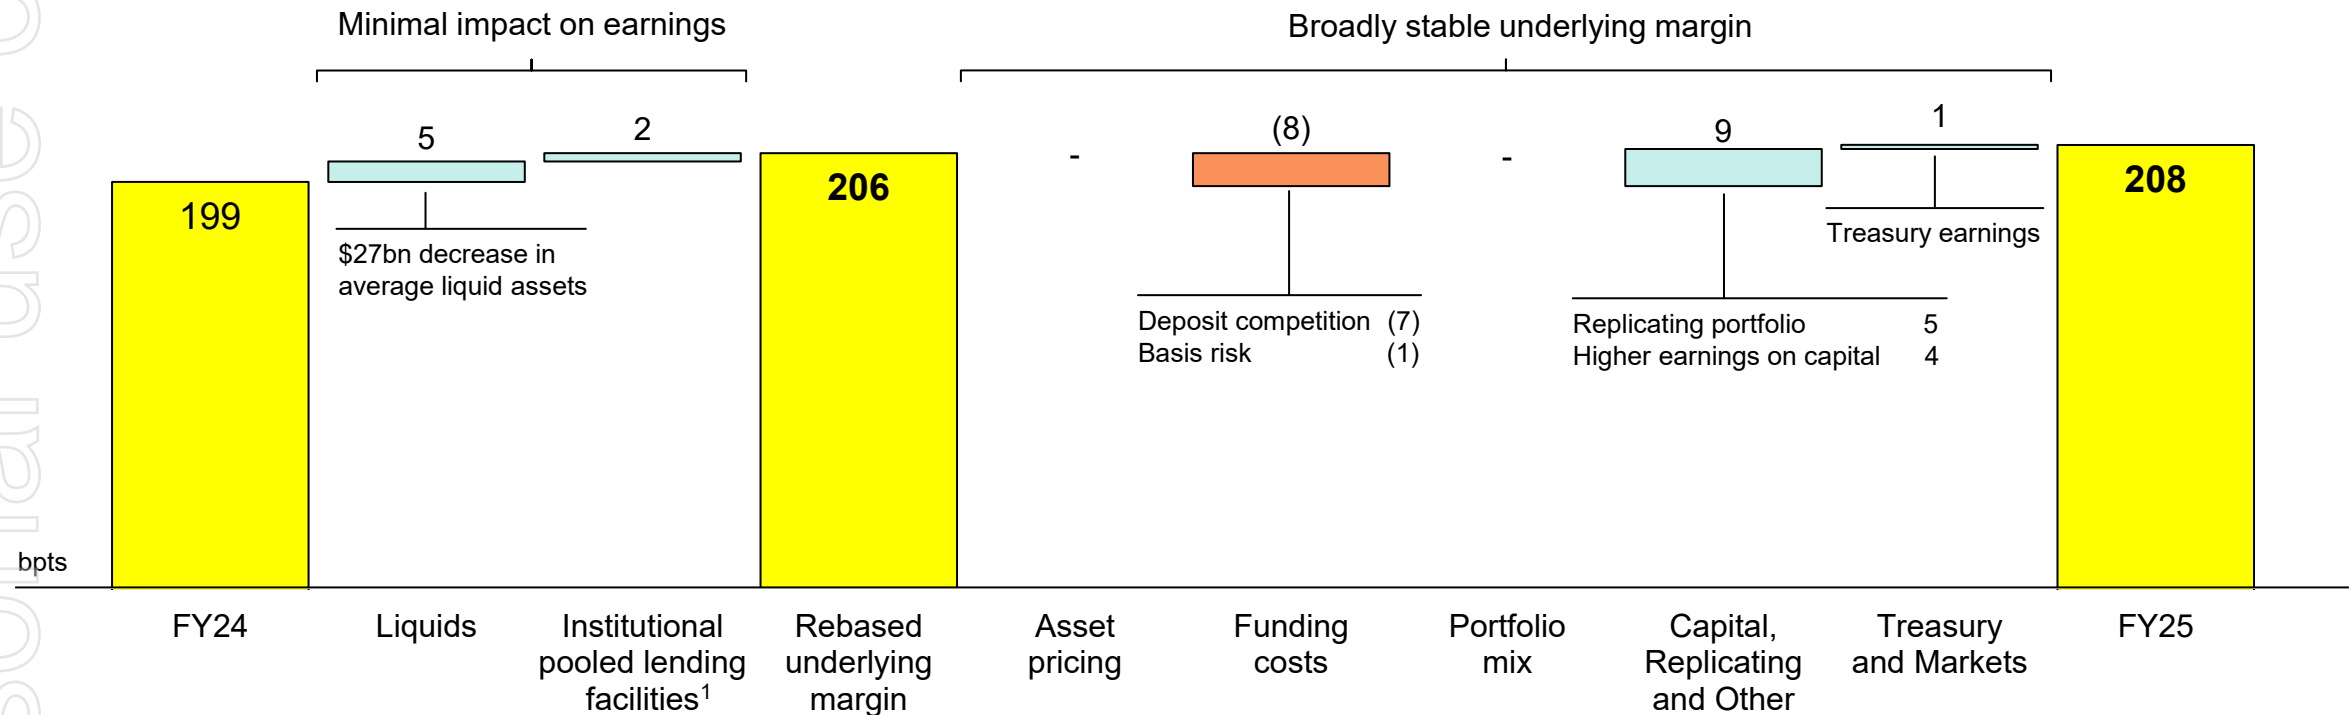 Minimal impact on earnings
Broadly stable underlying margin
5
2
(8)
9
1
-
-
199
206
208
$27bn decrease in
average liquid assets
Treasury earnings
Deposit competition (7)
Basis risk (1)
Replicating portfolio 5
Higher earnings on capital 4
bpts
FY24
Liquids
Institutional
pooled lending
facilities1
Rebased
underlying
margin
Asset
pricing
Funding
costs
Portfolio
mix
Capital,
Replicating
and Other
Treasury
and Markets
FY25